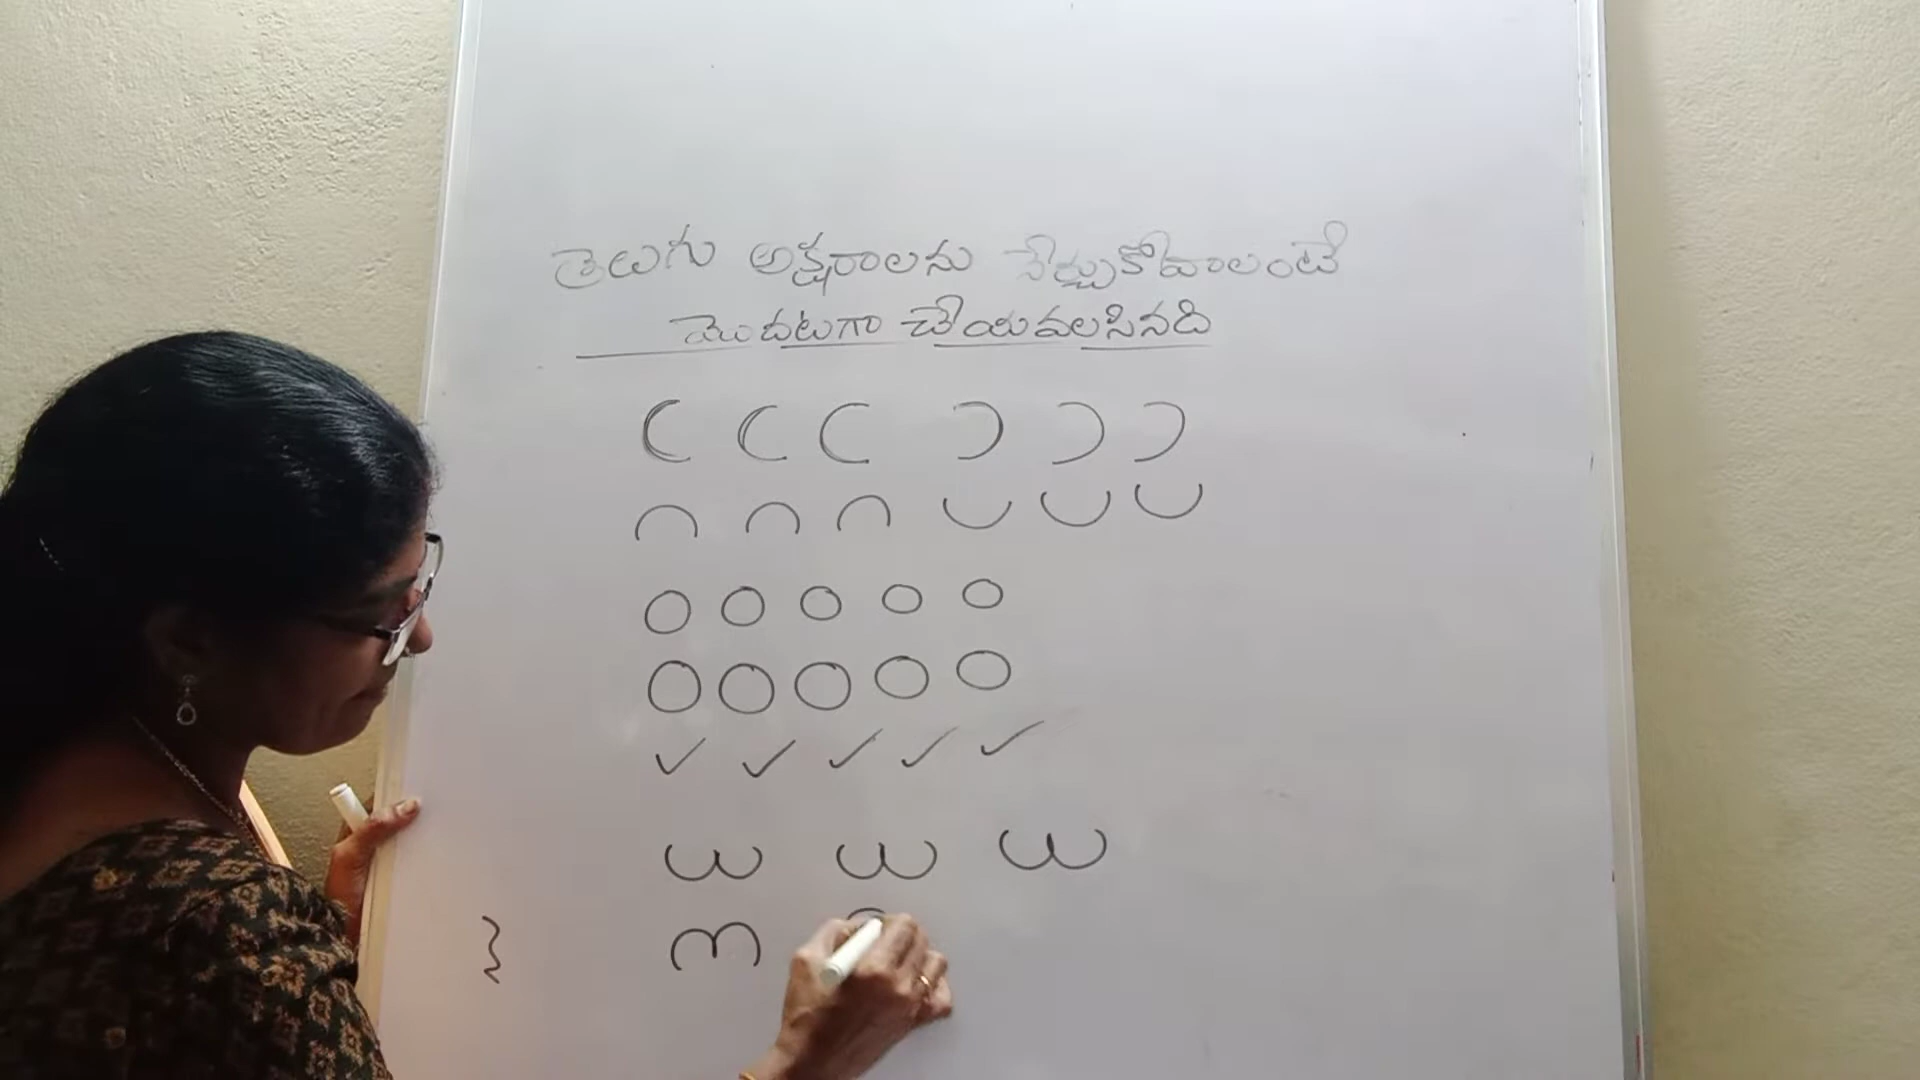 తెలుగు అక్షరాలను నేర్చుకోవాలంటే
మొదటగా చేయవలసినది